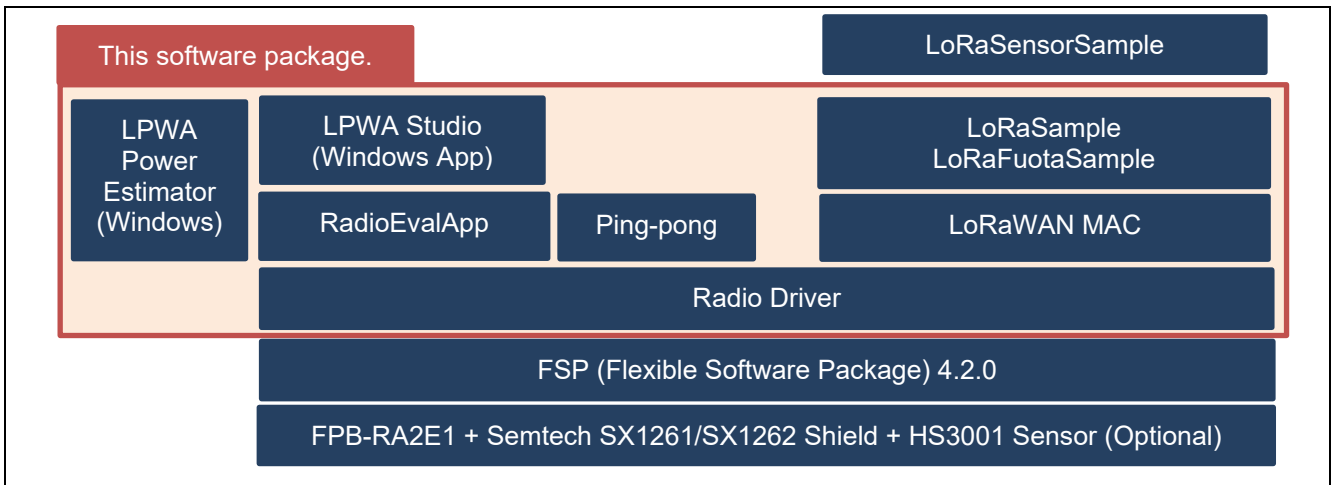 This software package.
LoRaSensorSample
LPWA
Power
Estimator
(Windows)
LPWA Studio
(Windows App)
LoRaSample
LoRaFuotaSample
RadioEvalApp
Ping-pong
LoRaWAN MAC
Radio Driver
FSP (Flexible Software Package) 4.2.0
FPB-RA2E1 + Semtech SX1261/SX1262 Shield + HS3001 Sensor (Optional)